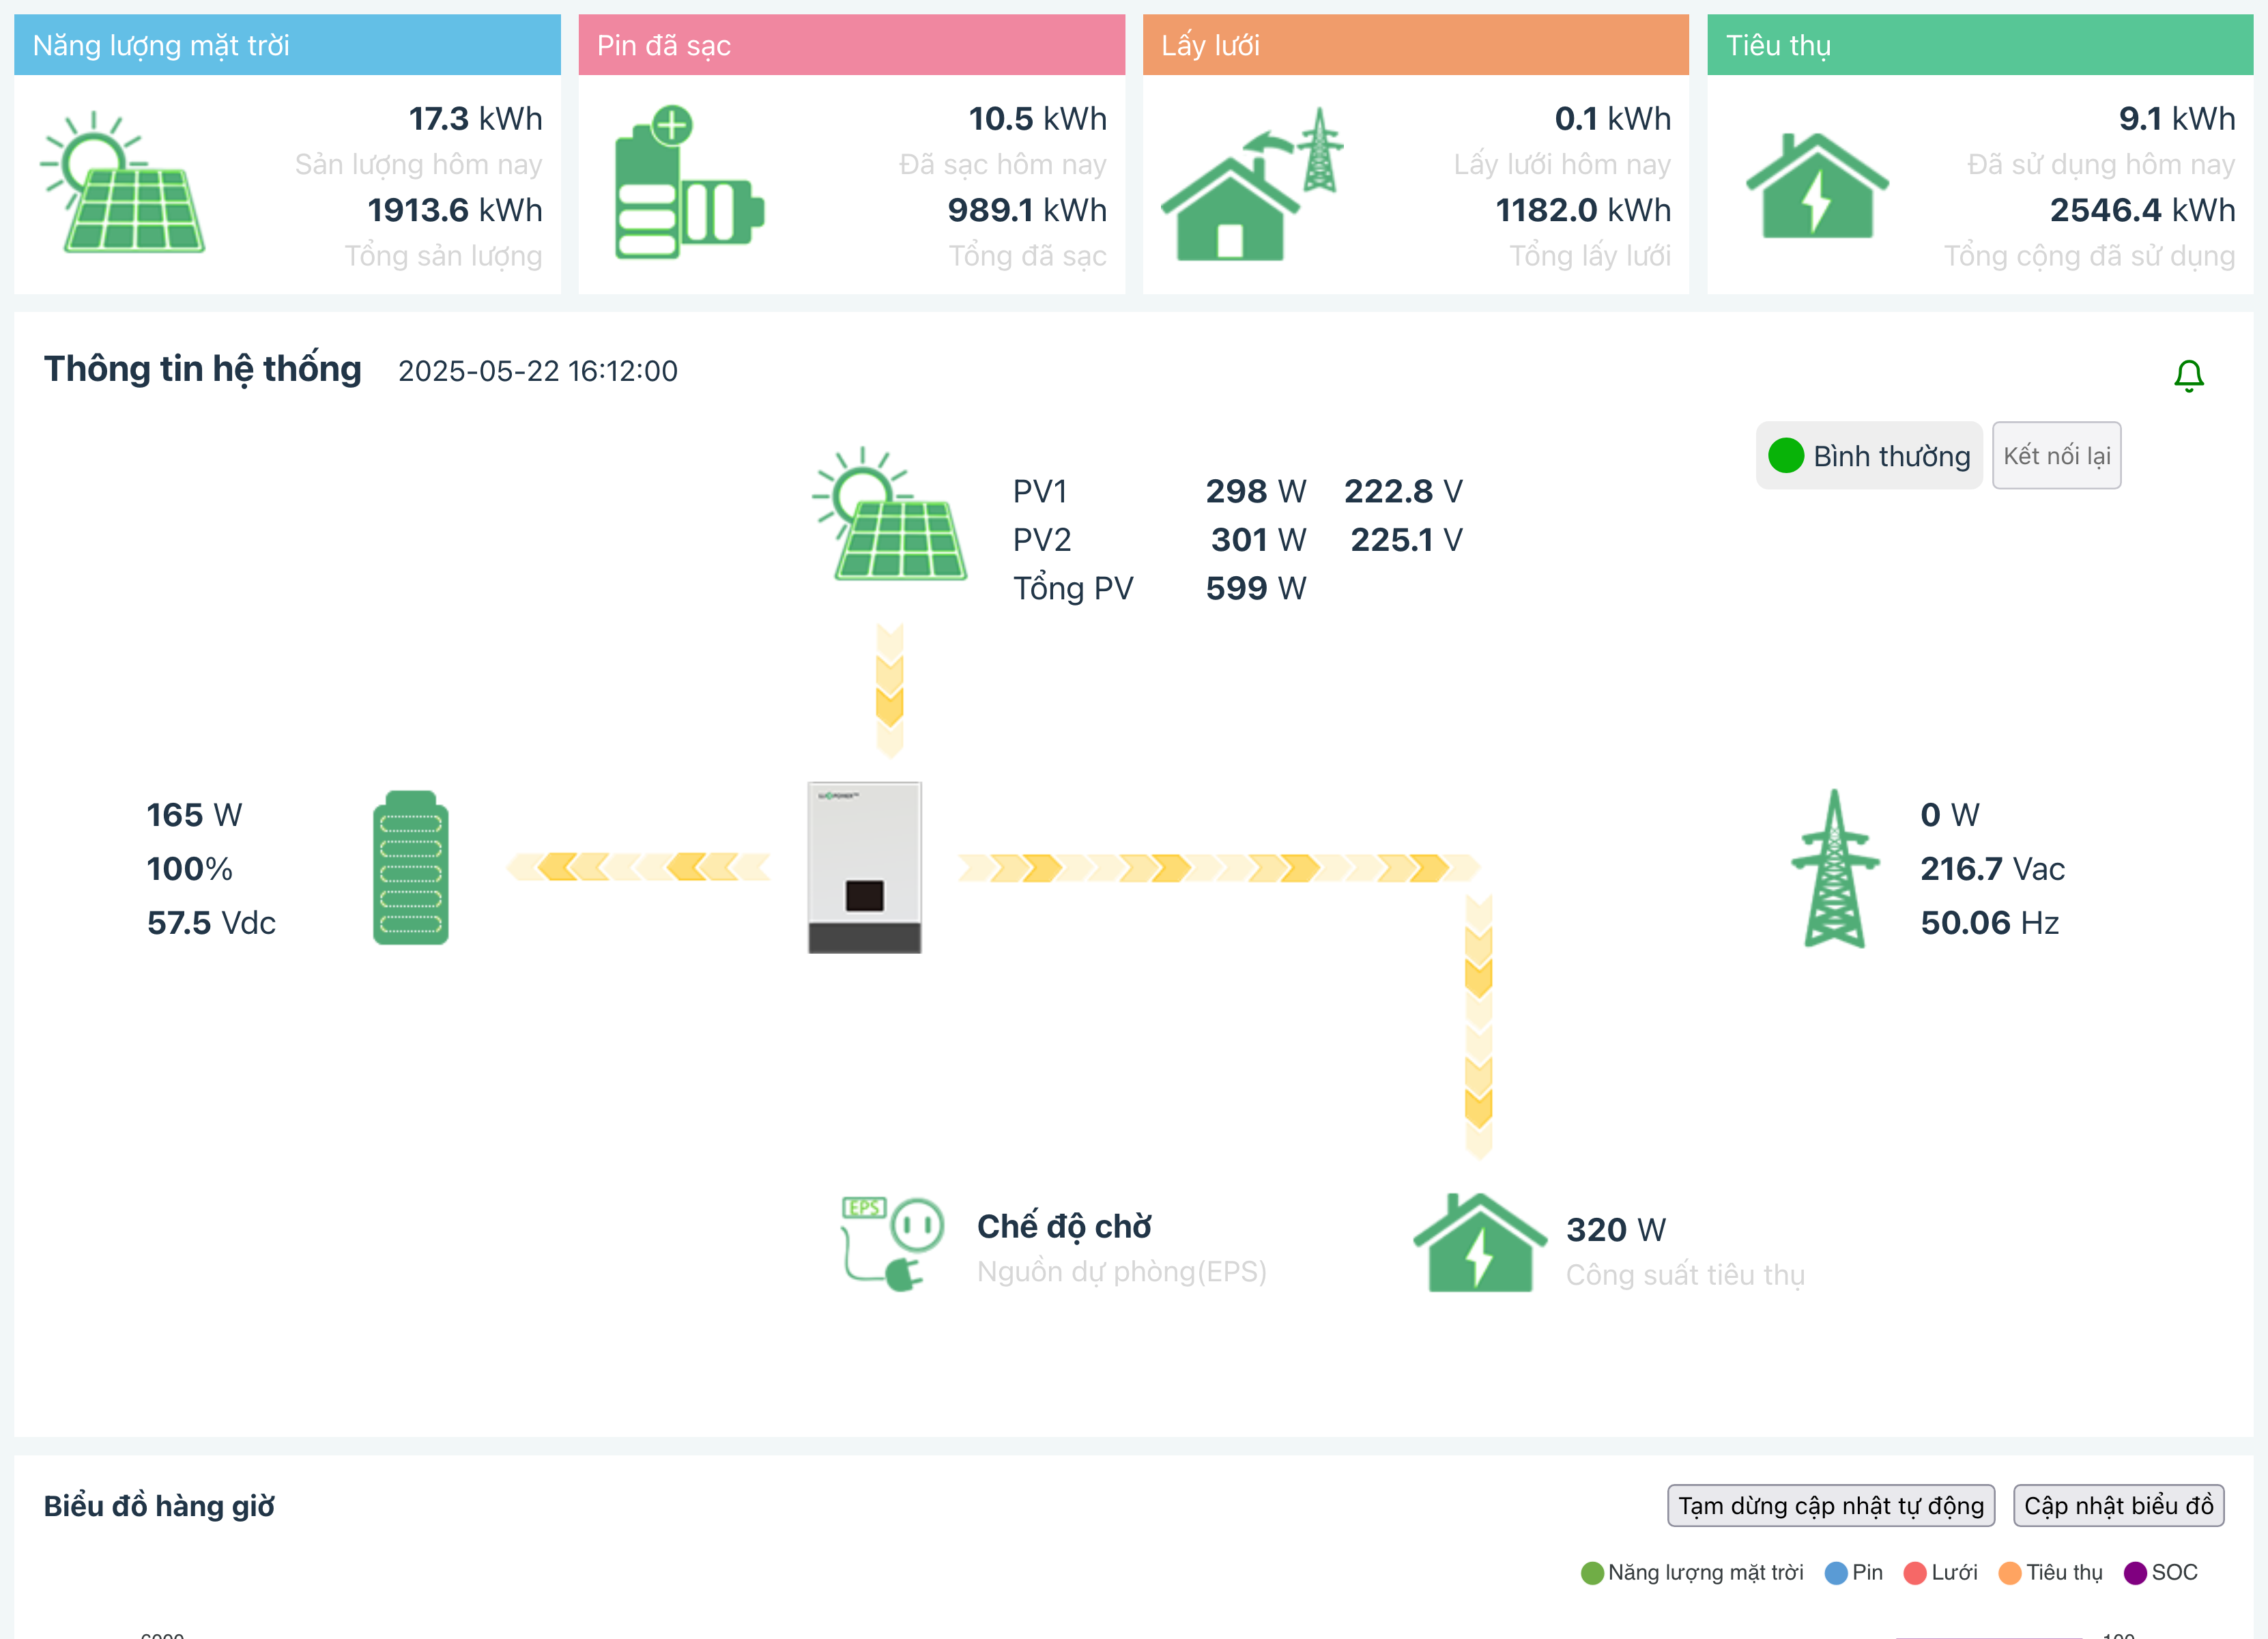 Năng lượng mặt trời
17.3 kWh
Sản lượng hôm nay
1913.6 kWh
Tổng sản lượng
Pin đã sạc
10.5 kWh
Đã sạc hôm nay
989.1 kWh
Tổng đã sạc
Lấy lưới
0.1 kWh
Lấy lưới hôm nay
1182.0 kWh
Tổng lấy lưới
Tiêu thụ
9.1 kWh
Đã sử dụng hôm nay
2546.4 kWh
Tổng cộng đã sử dụng
Thông tin hệ thống 2025-05-22 16:12:00
Bình thường Kết nối lại
PV1 298 W 222.8 V
PV2 301 W 225.1 V
Tổng PV 599 W
165 W
100%
57.5 Vdc
0 W
216.7 Vac
50.06 Hz
EPS
Chế độ chờ
Nguồn dự phòng(EPS)
320 W
Công suất tiêu thụ
Biểu đồ hàng giờ
Tạm dừng cập nhật tự động Cập nhật biểu đồ
Năng lượng mặt trời Pin Lưới Tiêu thụ SOC